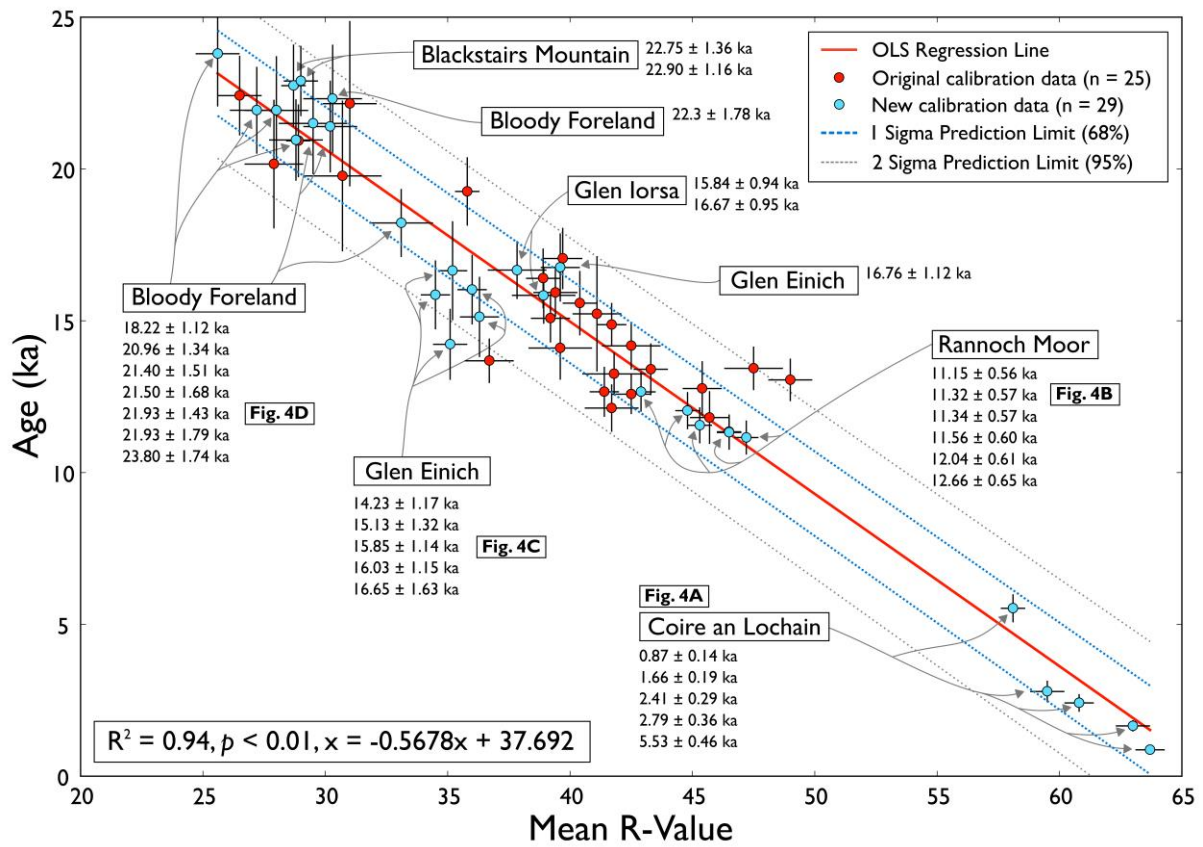 25
20
15
10
5
0
Age (ka)
20
25
30
35
40
45
50
55
60
65
Mean R-Value
OLS Regression Line
Original calibration data (n = 25)
New calibration data (n = 29)
1 Sigma Prediction Limit (68%)
2 Sigma Prediction Limit (95%)
Blackstairs Mountain
22.75 ± 1.36 ka
22.90 ± 1.16 ka
Bloody Foreland
22.3 ± 1.78 ka
Glen Iorsa
15.84 ± 0.94 ka
16.67 ± 0.95 ka
Glen Einich
16.76 ± 1.12 ka
Bloody Foreland
18.22 ± 1.12 ka
20.96 ± 1.34 ka
21.40 ± 1.51 ka
21.50 ± 1.68 ka
21.93 ± 1.43 ka
21.93 ± 1.79 ka
23.80 ± 1.74 ka
Fig. 4D
Rannoch Moor
11.15 ± 0.56 ka
11.32 ± 0.57 ka
11.34 ± 0.57 ka
11.56 ± 0.60 ka
12.04 ± 0.61 ka
12.66 ± 0.65 ka
Fig. 4B
Glen Einich
14.23 ± 1.17 ka
15.13 ± 1.32 ka
15.85 ± 1.14 ka
16.03 ± 1.15 ka
16.65 ± 1.63 ka
Fig. 4C
Fig. 4A
Coire an Lochain
0.87 ± 0.14 ka
1.66 ± 0.19 ka
2.41 ± 0.29 ka
2.79 ± 0.36 ka
5.53 ± 0.46 ka
R² = 0.94, p < 0.01, x = -0.5678x + 37.692